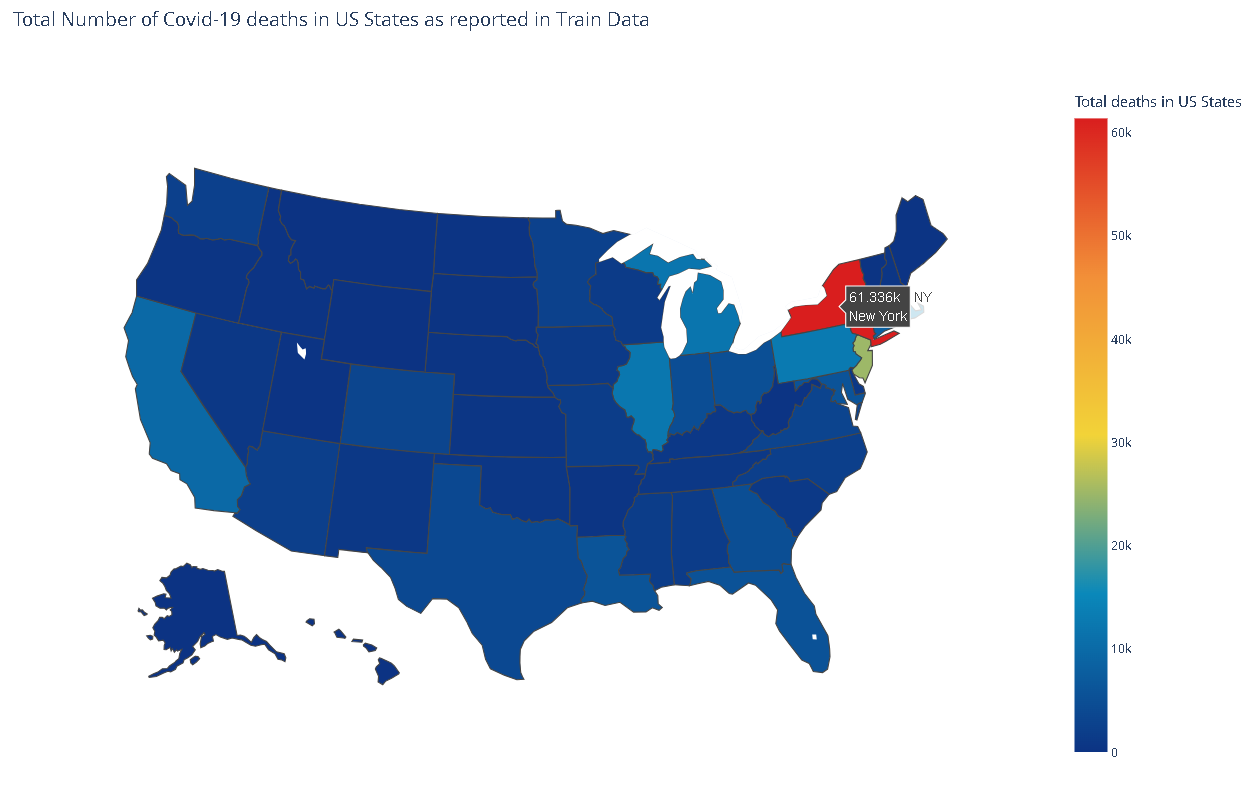 Total Number of Covid-19 deaths in US States as reported in Train Data
Total deaths in US States
60k
50k
40k
30k
20k
10k
0
61.336k
New York
NY